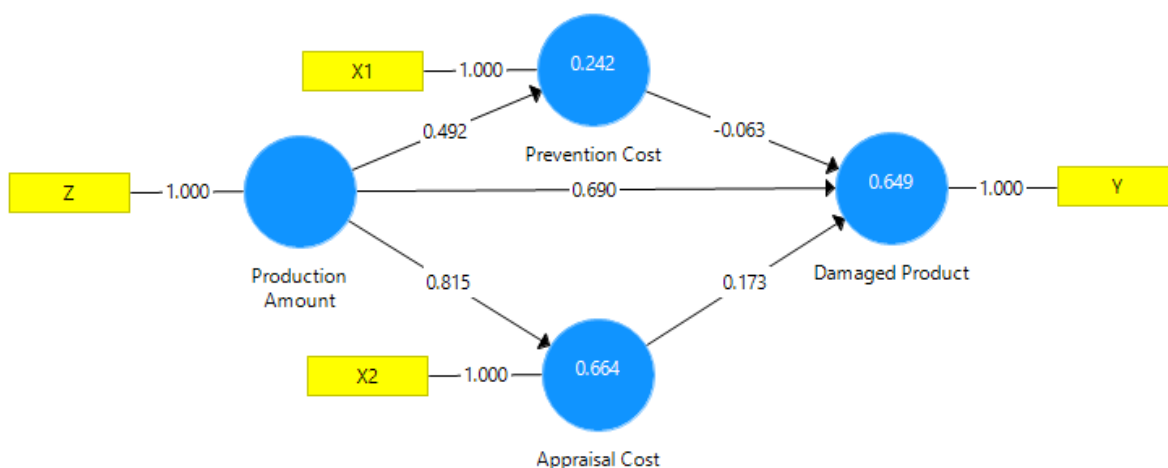 X1
1.000
0.242
Prevention Cost
0.492
-0.063
Z
1.000
Production
Amount
0.690
0.649
1.000
Y
Damaged Product
0.815
0.173
X2
1.000
0.664
Appraisal Cost